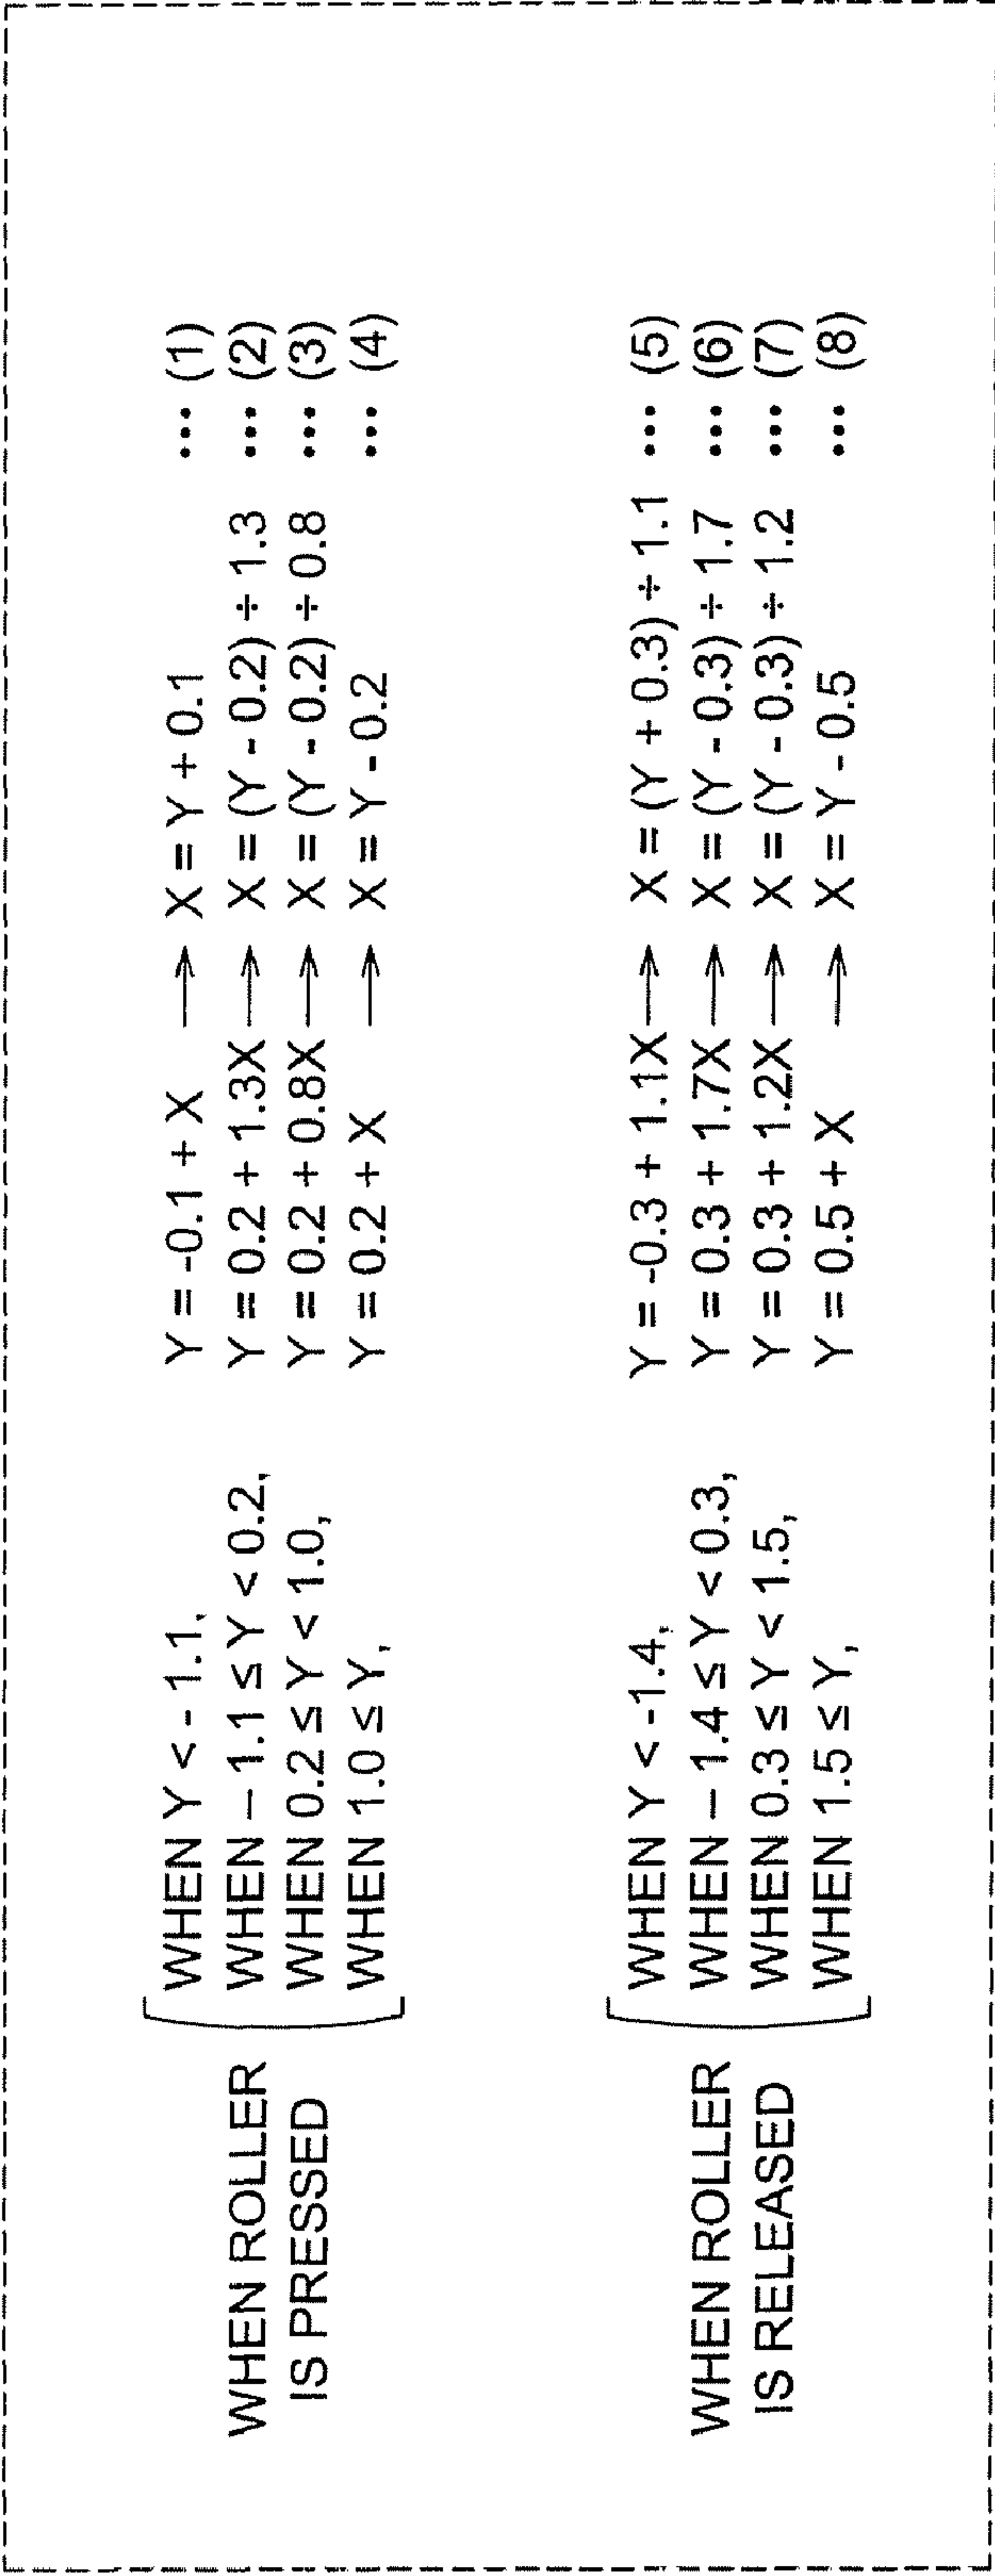 WHEN ROLLER
IS PRESSED
WHEN Y < - 1.1, Y = -0.1 + X → X = Y + 0.1 ••• (1)
WHEN – 1.1 ≤ Y < 0.2, Y = 0.2 + 1.3X → X = (Y - 0.2) ÷ 1.3 ••• (2)
WHEN 0.2 ≤ Y < 1.0, Y = 0.2 + 0.8X → X = (Y - 0.2) ÷ 0.8 ••• (3)
WHEN 1.0 ≤ Y, Y = 0.2 + X → X = Y - 0.2 ••• (4)
WHEN ROLLER
IS RELEASED
WHEN Y < -1.4, Y = -0.3 + 1.1X → X = (Y + 0.3) ÷ 1.1 ••• (5)
WHEN – 1.4 ≤ Y < 0.3, Y = 0.3 + 1.7X → X = (Y - 0.3) ÷ 1.7 ••• (6)
WHEN 0.3 ≤ Y < 1.5, Y = 0.3 + 1.2X → X = (Y - 0.3) ÷ 1.2 ••• (7)
WHEN 1.5 ≤ Y, Y = 0.5 + X → X = Y - 0.5 ••• (8)